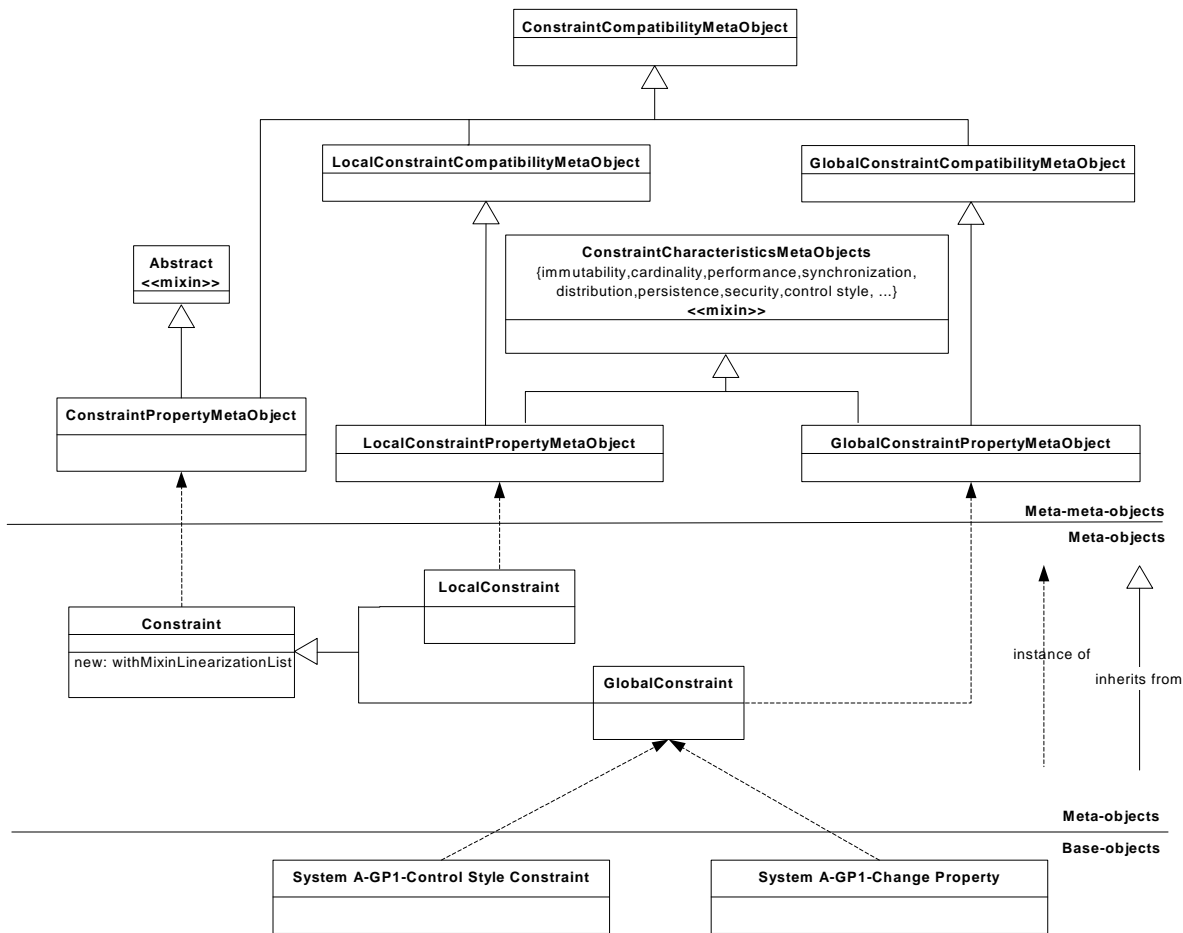 ConstraintCompatibilityMetaObject
LocalConstraintCompatibilityMetaObject
GlobalConstraintCompatibilityMetaObject
Abstract
<<mixin>>
ConstraintCharacteristicsMetaObjects
{immutability,cardinality,performance,synchronization,
distribution,persistence,security,control style, ...}
<<mixin>>
ConstraintPropertyMetaObject
LocalConstraintPropertyMetaObject
GlobalConstraintPropertyMetaObject
Meta-meta-objects
Meta-objects
LocalConstraint
Constraint
new: withMixinLinearizationList
GlobalConstraint
instance of
inherits from
Meta-objects
Base-objects
System A-GP1-Control Style Constraint
System A-GP1-Change Property